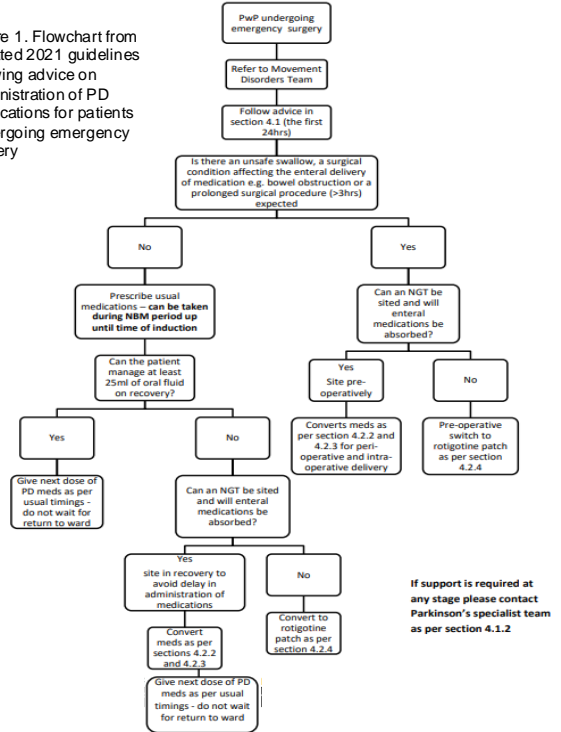 re 1. Flowchart from
ted 2021 guidelines
ing advice on
nistration of PD
cations for patients
rgoing emergency
ery
PwP undergoing
emergency surgery
Refer to Movement
Disorders Team
Follow advice in
section 4.1 (the first
24hrs)
Is there an unsafe swallow, a surgical
condition affecting the enteral delivery
of medication e.g. bowel obstruction or a
prolonged surgical procedure (>3hrs)
expected
No
Yes
Prescribe usual
medications – can be taken
during NBM period up
until time of induction
Can an NGT be
sited and will
enteral
medications be
absorbed?
Can the patient
manage at least
25ml of oral fluid
on recovery?
Yes
Site pre-
operatively
No
Converts meds as
per section 4.2.2 and
4.2.3 for peri-
operative and intra-
operative delivery
Pre-operative
switch to
rotigotine patch
as per section
4.2.4
Yes
No
Give next dose of
PD meds as per
usual timings -
do not wait for
return to ward
Can an NGT be sited
and will enteral
medications be
absorbed?
Yes
site in recovery to
avoid delay in
administration of
medications
No
Convert
meds as per
sections 4.2.2
and 4.2.3
Convert to
rotigotine
patch as per
section 4.2.4
Give next dose of PD
meds as per usual
timings - do not wait
for return to ward
If support is required at
any stage please contact
Parkinson's specialist team
as per section 4.1.2